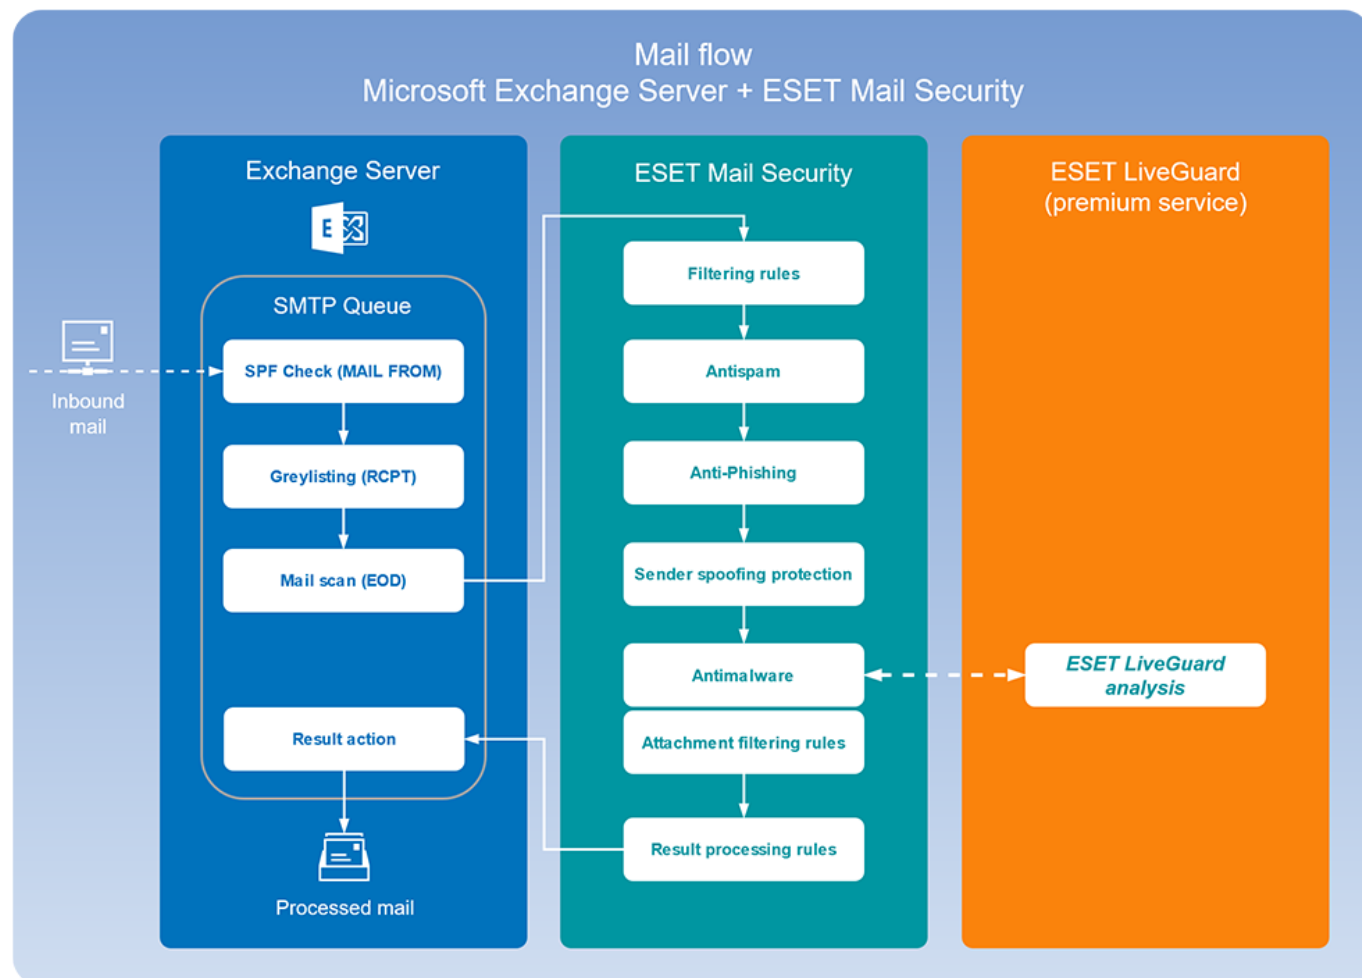 Mail flow
Microsoft Exchange Server + ESET Mail Security
Exchange Server
E
SMTP Queue
Inbound
mail
SPF Check (MAIL FROM)
Greylisting (RCPT)
Mail scan (EOD)
Result action
Processed mail
ESET Mail Security
Filtering rules
Antispam
Anti-Phishing
Sender spoofing protection
Antimalware
Attachment filtering rules
Result processing rules
ESET LiveGuard
(premium service)
ESET LiveGuard
analysis